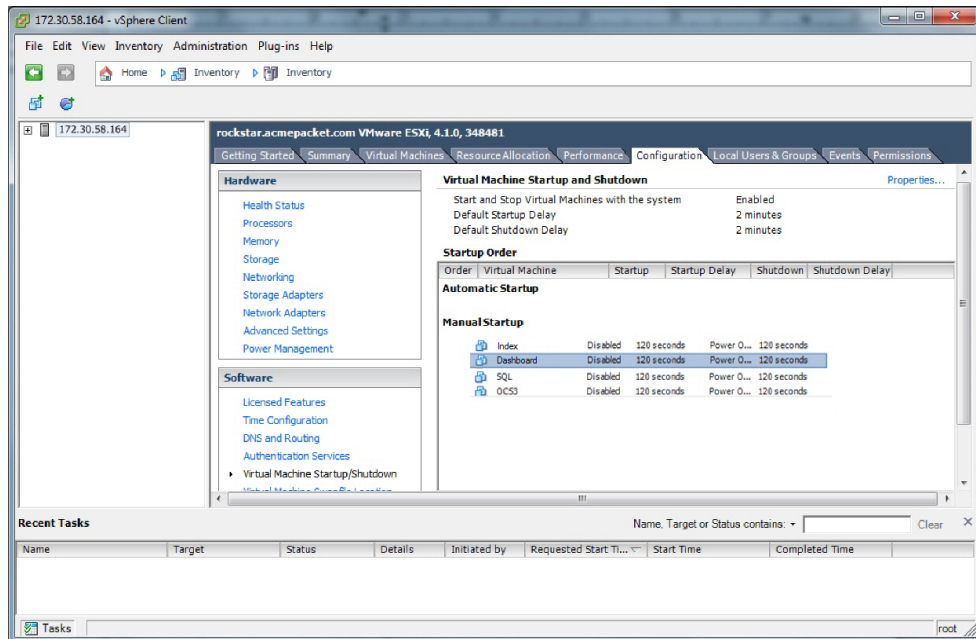 172.30.58.164 - vSphere Client
File Edit View Inventory Administration Plug-ins Help
Home Inventory Inventory
172.30.58.164
rockstar.acmepacket.com VMware ESXi, 4.1.0, 348481
Getting Started Summary Virtual Machines Resource Allocation Performance Configuration Local Users & Groups Events Permissions
Hardware
Health Status
Processors
Memory
Storage
Networking
Storage Adapters
Network Adapters
Advanced Settings
Power Management
Software
Licensed Features
Time Configuration
DNS and Routing
Authentication Services
Virtual Machine Startup/Shutdown
Virtual Machine Swapfile Location
Virtual Machine Startup and Shutdown Properties...
Start and Stop Virtual Machines with the system Enabled
Default Startup Delay 2 minutes
Default Shutdown Delay 2 minutes
Startup Order
Order Virtual Machine Startup Startup Delay Shutdown Shutdown Delay
Automatic Startup
Manual Startup
Index Disabled 120 seconds Power O... 120 seconds
Dashboard Disabled 120 seconds Power O... 120 seconds
SQL Disabled 120 seconds Power O... 120 seconds
OCS3 Disabled 120 seconds Power O... 120 seconds
Recent Tasks Name, Target or Status contains: Clear
Name Target Status Details Initiated by Requested Start Ti... Start Time Completed Time
Tasks root